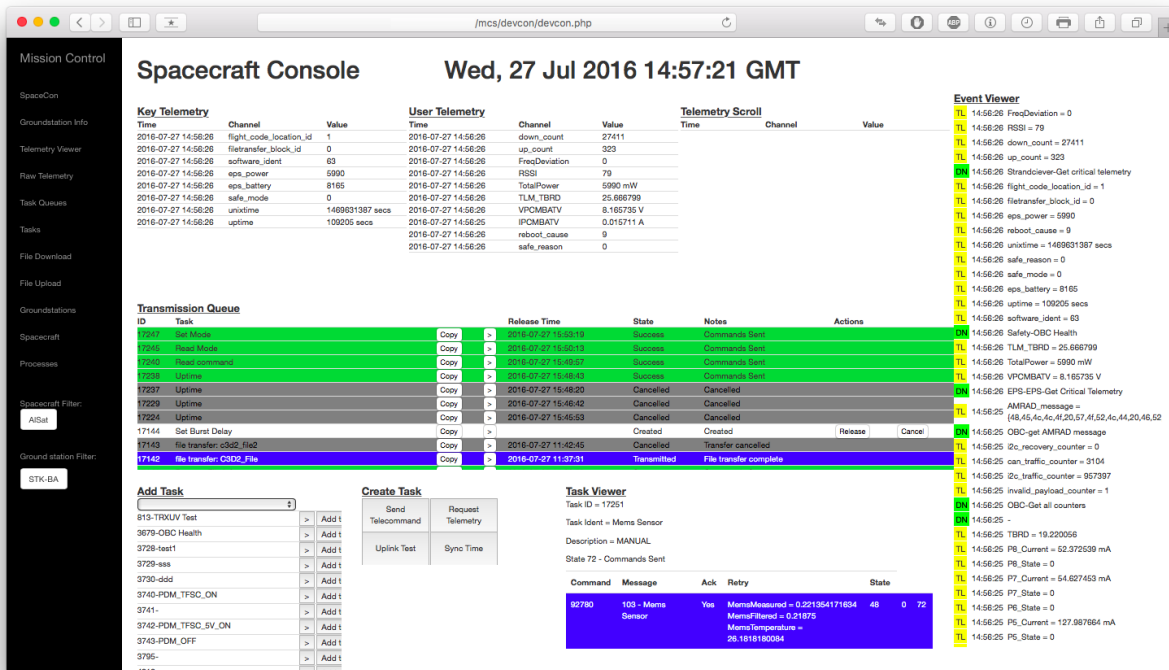 /mcs/devcon/devcon.php
Mission Control
SpaceCon
Groundstation Info
Telemetry Viewer
Raw Telemetry
Task Queues
Tasks
File Download
File Upload
Groundstations
Spacecraft
Processes
Spacecraft Filter:
AlSat
Ground station Filter:
STK-BA
Spacecraft Console Wed, 27 Jul 2016 14:57:21 GMT
Key Telemetry
Time Channel Value
2016-07-27 14:56:26 flight_code_location_id 1
2016-07-27 14:56:26 filetransfer_block_id 0
2016-07-27 14:56:26 software_ident 63
2016-07-27 14:56:26 eps_power 5990
2016-07-27 14:56:26 eps_battery 8165
2016-07-27 14:56:26 safe_mode 0
2016-07-27 14:56:26 unixtime 1469631387 secs
2016-07-27 14:56:26 uptime 109205 secs
User Telemetry
Time Channel Value
2016-07-27 14:56:26 down_count 27411
2016-07-27 14:56:26 up_count 323
2016-07-27 14:56:26 FreqDeviation 0
2016-07-27 14:56:26 RSSI 79
2016-07-27 14:56:26 TotalPower 5990 mW
2016-07-27 14:56:26 TLM_TBRD 25.666799
2016-07-27 14:56:26 VPCMBATV 8.165735 V
2016-07-27 14:56:25 IPCMBATV 0.015711 A
2016-07-27 14:56:26 reboot_cause 9
2016-07-27 14:56:26 safe_reason 0
Telemetry Scroll
Time Channel Value
Transmission Queue
ID Task Release Time State Notes Actions
17247 Set Mode Copy > 2016-07-27 15:53:19 Success Commands Sent
17245 Read Mode Copy > 2016-07-27 15:50:13 Success Commands Sent
17240 Read command Copy > 2016-07-27 15:49:57 Success Commands Sent
17238 Uptime Copy > 2016-07-27 15:48:43 Success Commands Sent
17237 Uptime Copy > 2016-07-27 15:48:20 Cancelled Cancelled
17229 Uptime Copy > 2016-07-27 15:46:42 Cancelled Cancelled
17224 Uptime Copy > 2016-07-27 15:45:53 Cancelled Cancelled
17144 Set Burst Delay Copy > Created Created Release Cancel
17143 file transfer: c3d2_file2 Copy > 2016-07-27 11:42:45 Cancelled Transfer cancelled
17142 file transfer: C3D2_File Copy > 2016-07-27 11:37:31 Transmitted File transfer complete
Add Task
813-TRXUV Test > Add t
3679-OBC Health > Add t
3728-test1 > Add t
3729-sss > Add t
3730-ddd > Add t
3740-PDM_TFSC_ON > Add t
3741- > Add t
3742-PDM_TFSC_5V_ON > Add t
3743-PDM_OFF > Add t
3795- > Add t
Create Task
Send Telecommand
Request Telemetry
Uplink Test
Sync Time
Task Viewer
Task ID = 17251
Task Ident = Mems Sensor
Description = MANUAL
State 72 - Commands Sent
Command Message Ack Retry State
92780 103 - Mems Sensor Yes MemsMeasured = 0.221354171634 48 0 72
MemsFiltered = 0.21875
MemsTemperature =
26.1818180084
Event Viewer
TL 14:56:26 FreqDeviation = 0
TL 14:56:26 RSSI = 79
TL 14:56:26 down_count = 27411
TL 14:56:26 up_count = 323
DN 14:56:26 Strandciever-Get critical telemetry
TL 14:56:26 flight_code_location_id = 1
TL 14:56:26 filetransfer_block_id = 0
TL 14:56:26 eps_power = 5990
TL 14:56:26 reboot_cause = 9
TL 14:56:26 unixtime = 1469631387 secs
TL 14:56:26 safe_reason = 0
TL 14:56:26 safe_mode = 0
TL 14:56:26 eps_battery = 8165
TL 14:56:26 uptime = 109205 secs
TL 14:56:26 software_ident = 63
DN 14:56:26 Safety-OBC Health
TL 14:56:26 TLM_TBRD = 25.666799
TL 14:56:26 TotalPower = 5990 mW
TL 14:56:26 VPCMBATV = 8.165735 V
DN 14:56:26 EPS-EPS-Get Critical Telemetry
TL 14:56:25 AMRAD_message =
(48,45,4c,4f,20,57,4f,52,4c,44,20,46,52
DN 14:56:25 OBC-get AMRAD message
TL 14:56:25 i2c_recovery_counter = 0
TL 14:56:25 can_traffic_counter = 3104
TL 14:56:25 i2c_traffic_counter = 957397
TL 14:56:25 invalid_payload_counter = 1
DN 14:56:25 OBC-Get all counters
DN 14:56:25 -
TL 14:56:25 TBRD = 19.220056
TL 14:56:25 P8_Current = 52.372539 mA
TL 14:56:25 P8_State = 0
TL 14:56:25 P7_Current = 54.627453 mA
TL 14:56:25 P7_State = 0
TL 14:56:25 P6_State = 0
TL 14:56:25 P5_Current = 127.987664 mA
TL 14:56:25 P5_State = 0